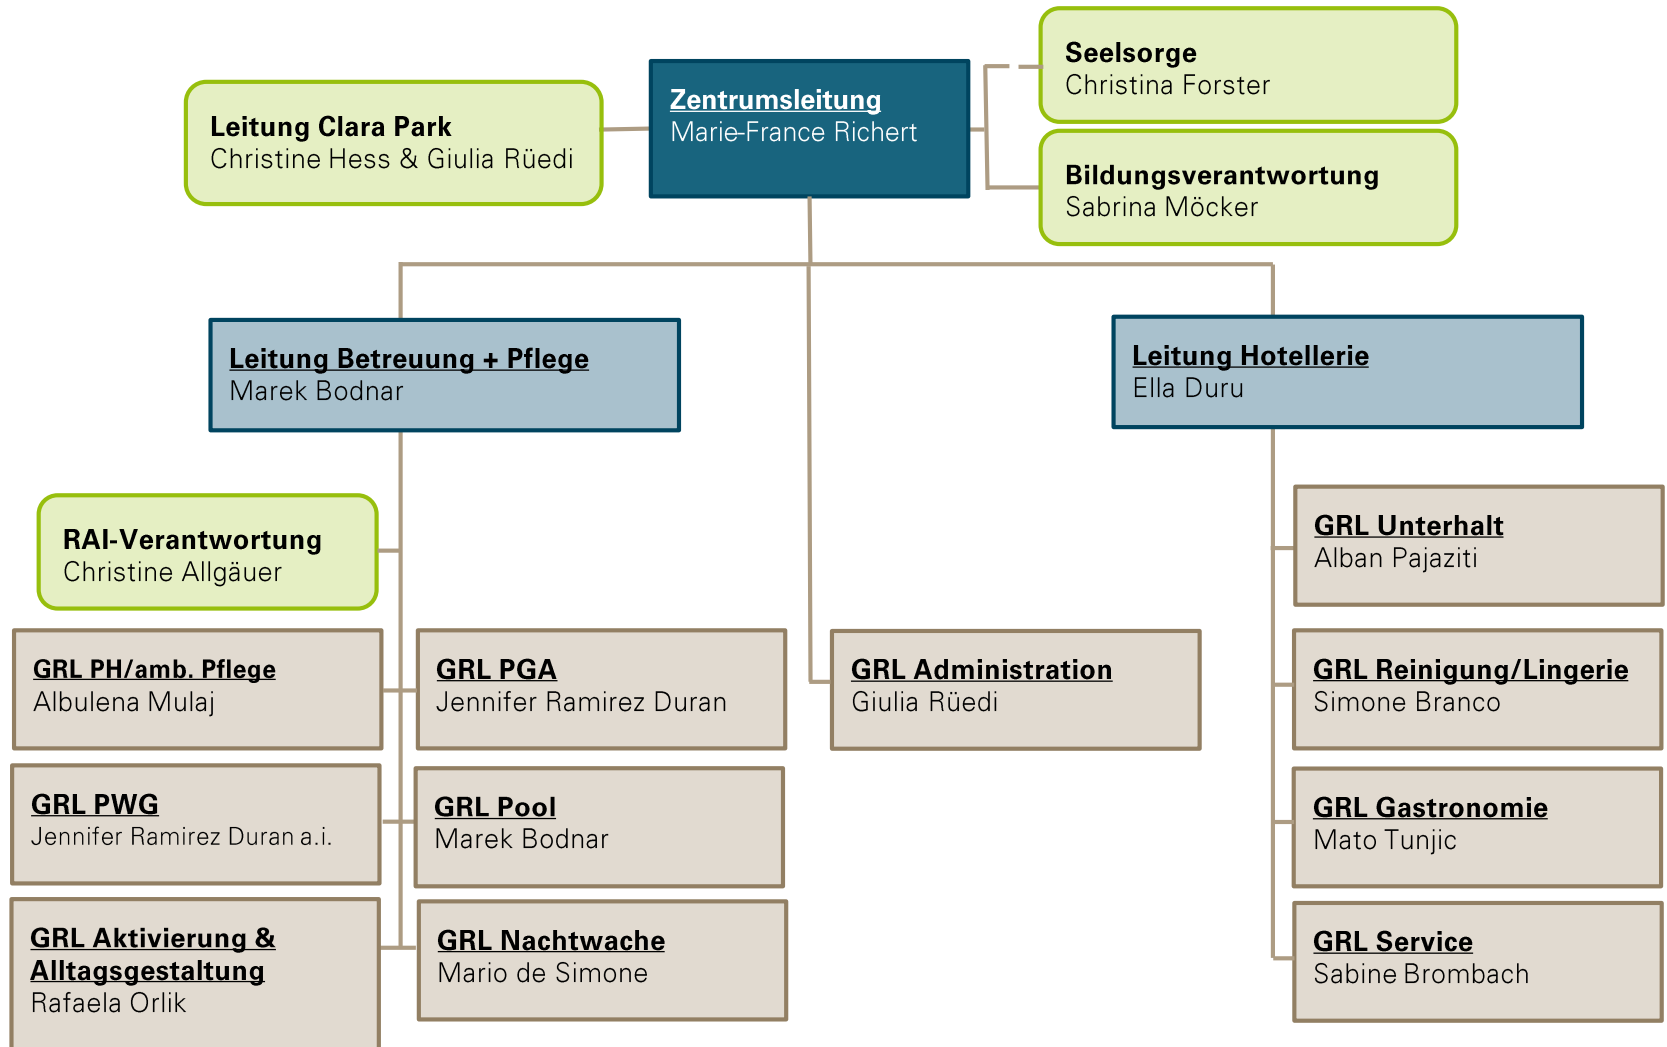 Seelsorge
Christina Forster
Zentrumsleitung
Marie-France Richert
Leitung Clara Park
Christine Hess & Giulia Rüedi
Bildungsverantwortung
Sabrina Möcker
Leitung Betreuung + Pflege
Marek Bodnar
Leitung Hotellerie
Ella Duru
RAI-Verantwortung
Christine Allgäuer
GRL Unterhalt
Alban Pajaziti
GRL PH/amb. Pflege
Albulena Mulaj
GRL PGA
Jennifer Ramirez Duran
GRL Administration
Giulia Rüedi
GRL Reinigung/Lingerie
Simone Branco
GRL PWG
Jennifer Ramirez Duran a.i.
GRL Pool
Marek Bodnar
GRL Gastronomie
Mato Tunjic
GRL Aktivierung &
Alltagsgestaltung
Rafaela Orlik
GRL Nachtwache
Mario de Simone
GRL Service
Sabine Brombach